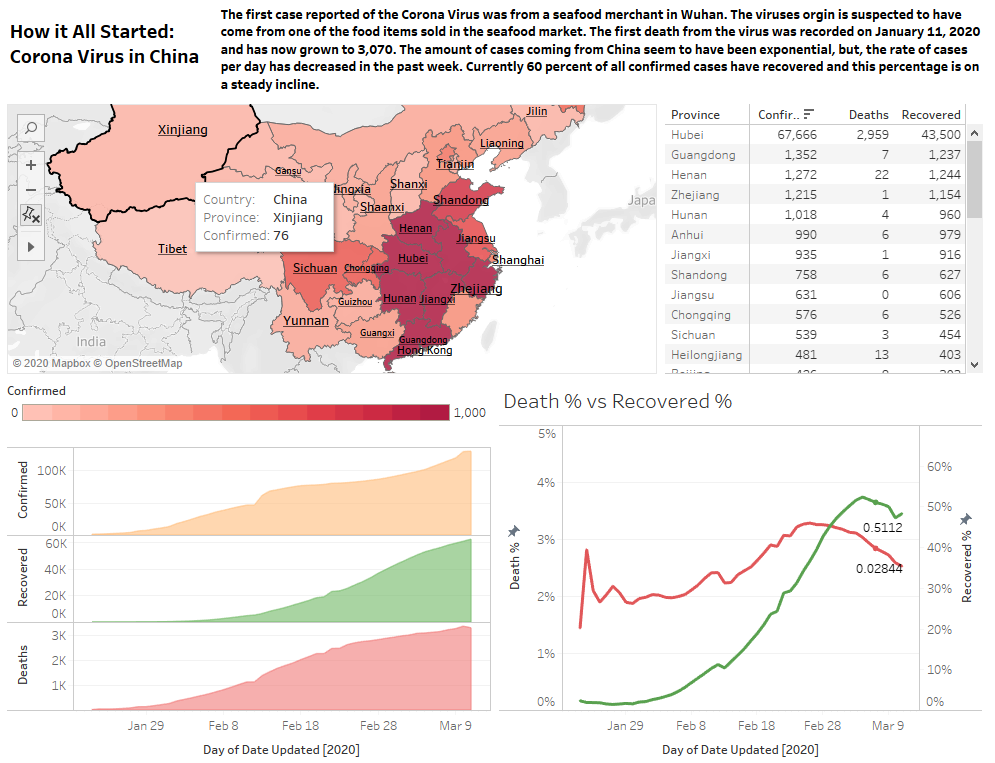 How it All Started:
Corona Virus in China
The first case reported of the Corona Virus was from a seafood merchant in Wuhan. The viruses orgin is suspected to have
come from one of the food items sold in the seafood market. The first death from the virus was recorded on January 11, 2020
and has now grown to 3,070. The amount of cases coming from China seem to have been exponential, but, the rate of cases
per day has decreased in the past week. Currently 60 percent of all confirmed cases have recovered and this percentage is on
a steady incline.
Jilin
Xinjiang
Liaoning
Tianjin
Gansu
Shanxi
Ningxia
Shandong
Shaanxi
Japa
Country: China
Province: Xinjiang
Confirmed: 76
Henan
Jiangsu
Tibet
Hubei
Shanghai
Sichuan
Chongqing
Zhejiang
Guizhou
Hunan
Jiangxi
Yunnan
Guangxi
Guangdong
India
Hong Kong
© 2020 Mapbox © OpenStreetMap
Province Confir.. Deaths Recovered
Hubei 67,666 2,959 43,500
Guangdong 1,352 7 1,237
Henan 1,272 22 1,244
Zhejiang 1,215 1 1,154
Hunan 1,018 4 960
Anhui 990 6 979
Jiangxi 935 1 916
Shandong 758 6 627
Jiangsu 631 0 606
Chongqing 576 6 526
Sichuan 539 3 454
Heilongjiang 481 13 403
Confirmed
0 1,000
Confirmed
100K
50K
0K
Recovered
60K
40K
20K
0K
Deaths
3K
2K
1K
Jan 29 Feb 8 Feb 18 Feb 28 Mar 9
Day of Date Updated [2020]
Death % vs Recovered %
Death %
5%
4%
3%
2%
1%
0%
0.5112
0.02844
60%
50%
40%
30%
20%
10%
0%
Recovered %
Jan 29 Feb 8 Feb 18 Feb 28 Mar 9
Day of Date Updated [2020]